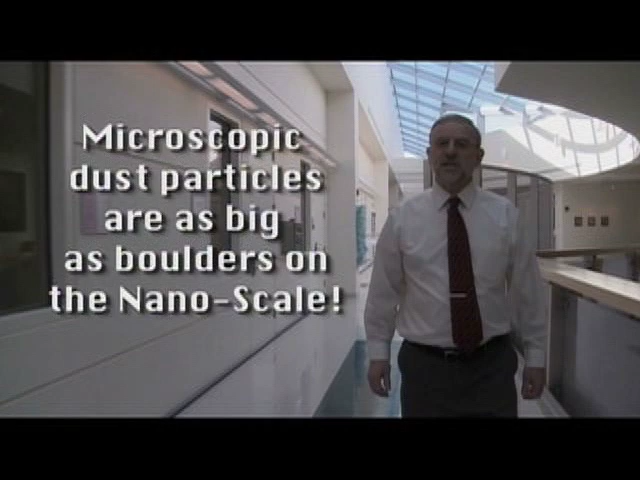 Microscopic
dust particles
are as big
as boulders on
the Nano-Scale!